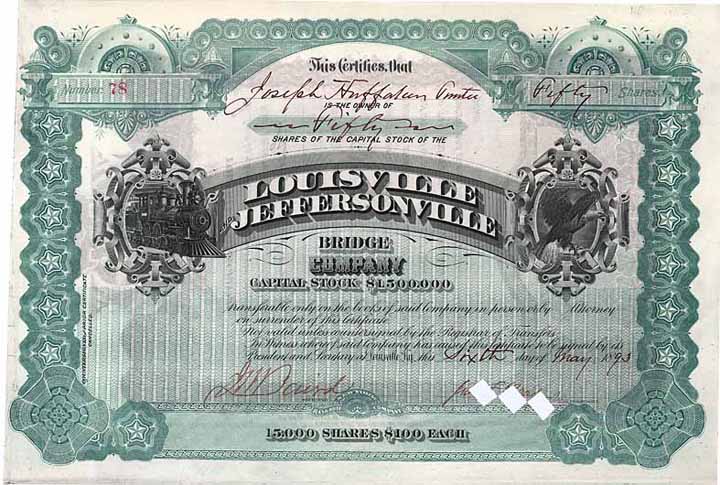 This Certifies, that
Number 78
Joseph Trustee Fifty Shares
IS THE OWNER OF
Fifty
SHARES OF THE CAPITAL STOCK OF THE
LOUISVILLE
AND JEFFERSONVILLE
BRIDGE
COMPANY
CAPITAL STOCK $1,500,000
transferable only on the books of said Company in person or by Attorney
on surrender of this certificate.
Not valid unless countersigned by the Registrar of Transfers.
In Witness whereof said Company has caused this certificate to be signed by its
President and Secretary at Louisville, Ky., this Sixth day of May 1893
15000 SHARES $100 EACH